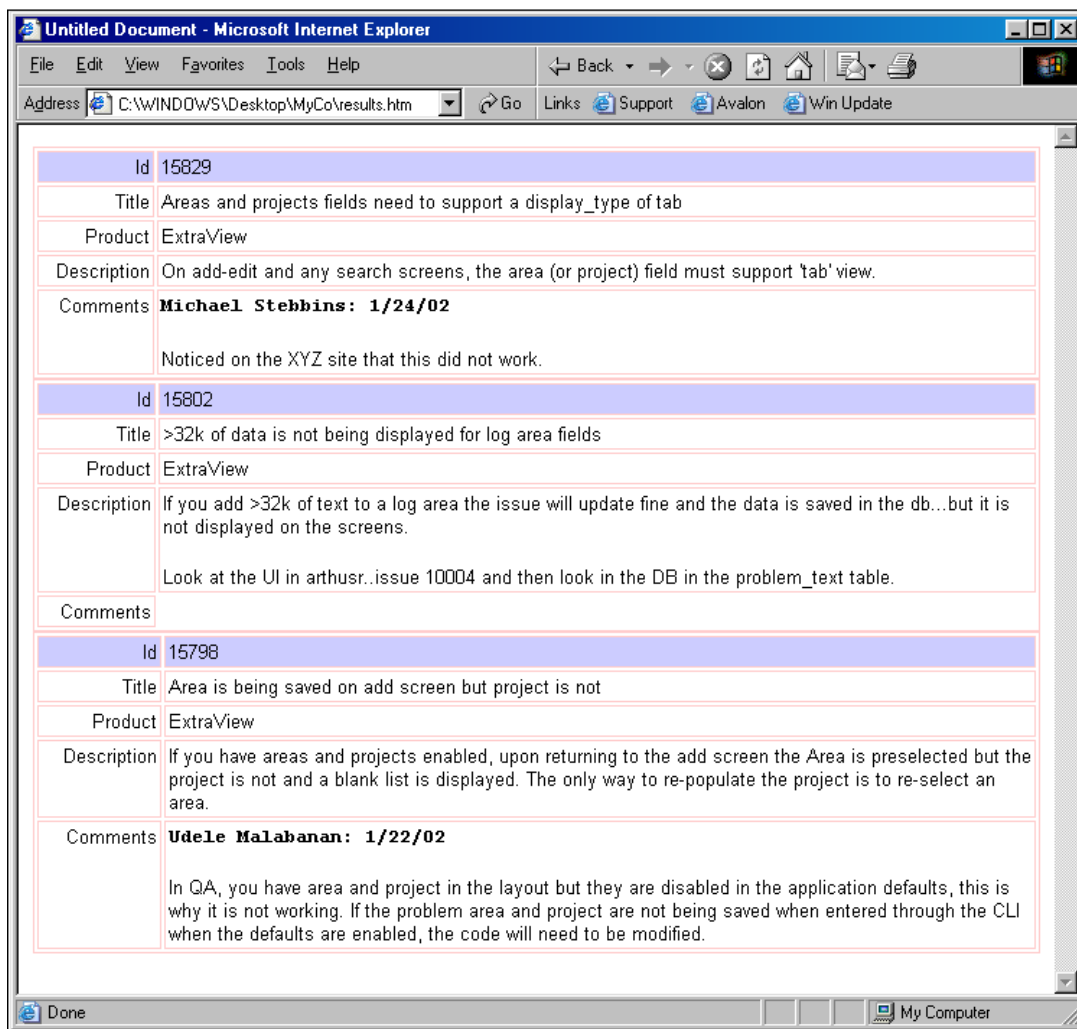 Untitled Document - Microsoft Internet Explorer
File Edit View Favorites Tools Help Back
Address C:\WINDOWS\Desktop\MyCo\results.htm Go Links Support Avalon Win Update
Id 15829
Title Areas and projects fields need to support a display_type of tab
Product ExtraView
Description On add-edit and any search screens, the area (or project) field must support 'tab' view.
Comments Michael Stebbins: 1/24/02
Noticed on the XYZ site that this did not work.
Id 15802
Title >32k of data is not being displayed for log area fields
Product ExtraView
Description If you add >32k of text to a log area the issue will update fine and the data is saved in the db...but it is
not displayed on the screens.
Look at the UI in arthusr..issue 10004 and then look in the DB in the problem_text table.
Comments
Id 15798
Title Area is being saved on add screen but project is not
Product ExtraView
Description If you have areas and projects enabled, upon returning to the add screen the Area is preselected but the
project is not and a blank list is displayed. The only way to re-populate the project is to re-select an
area.
Comments Udele Malabanan: 1/22/02
In QA, you have area and project in the layout but they are disabled in the application defaults, this is
why it is not working. If the problem area and project are not being saved when entered through the CLI
when the defaults are enabled, the code will need to be modified.
Done My Computer